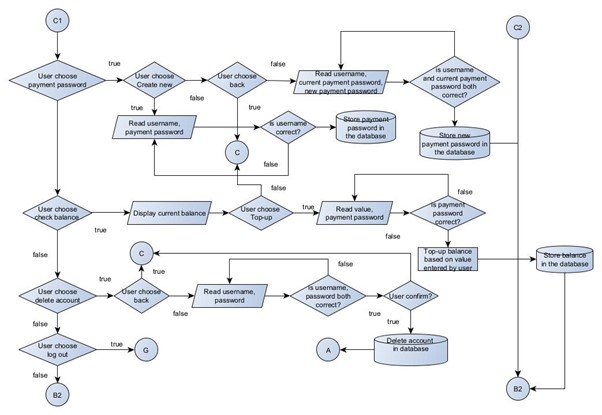 C1
C2
User choose
payment password
true
User choose
Create new
false
User choose
back
false
Read username,
current payment password,
new payment password
false
is username
and current payment
password both
correct?
true
true
true
Read username,
payment password
is username
correct?
true
Store payment
password in
the database
Store new
payment password in
the database
C
false
false
false
User choose
check balance
true
Display current balance
User choose
Top-up
true
Read value,
payment password
is payment
password
correct?
false
false
Top-up balance
based on value
entered by user
Store balance
in the database
C
false
true
true
false
User choose
delete account
User choose
back
false
Read username,
password
Is username,
password both
correct?
true
User confirm?
true
false
User choose
log out
true
G
A
Delete account
in database
false
B2
B2